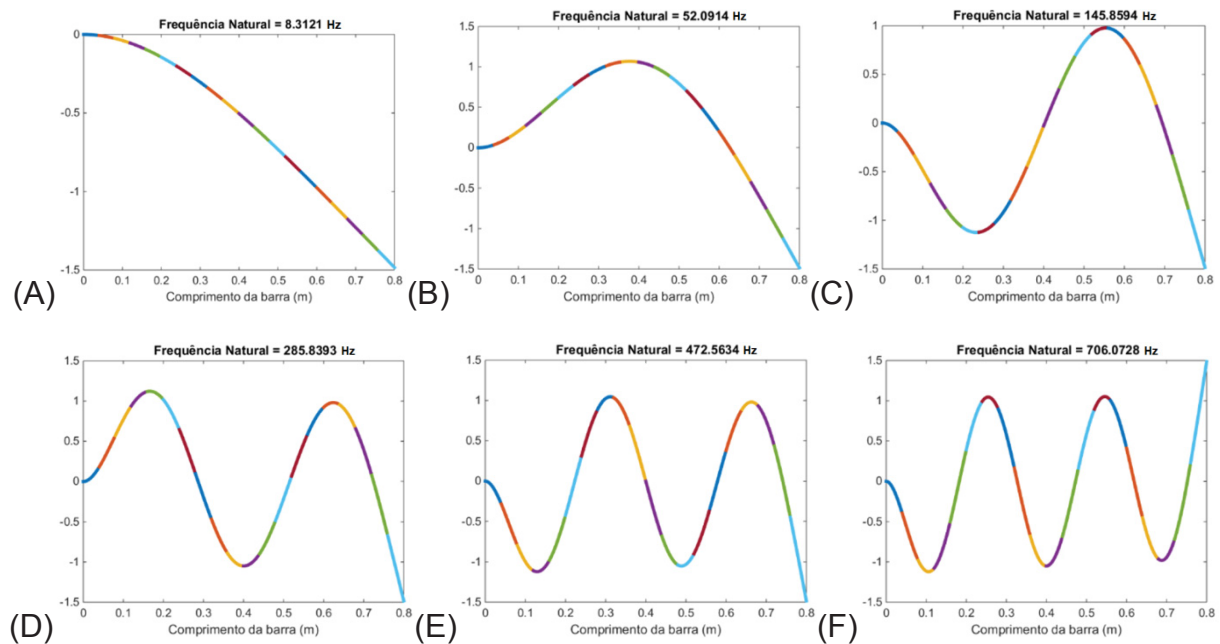 Frequência Natural = 8.3121 Hz
0
-0.5
-1
-1.5
0 0.1 0.2 0.3 0.4 0.5 0.6 0.7 0.8
Comprimento da barra (m)
(A)
Frequência Natural = 52.0914 Hz
1.5
1
0.5
0
-0.5
-1
-1.5
0 0.1 0.2 0.3 0.4 0.5 0.6 0.7 0.8
Comprimento da barra (m)
(B)
Frequência Natural = 145.8594 Hz
1
0.5
0
-0.5
-1
-1.5
0 0.1 0.2 0.3 0.4 0.5 0.6 0.7 0.8
Comprimento da barra (m)
(C)
Frequência Natural = 285.8393 Hz
1.5
1
0.5
0
-0.5
-1
-1.5
0 0.1 0.2 0.3 0.4 0.5 0.6 0.7 0.8
Comprimento da barra (m)
(D)
Frequência Natural = 472.5634 Hz
1.5
1
0.5
0
-0.5
-1
-1.5
0 0.1 0.2 0.3 0.4 0.5 0.6 0.7 0.8
Comprimento da barra (m)
(E)
Frequência Natural = 706.0728 Hz
1.5
1
0.5
0
-0.5
-1
-1.5
0 0.1 0.2 0.3 0.4 0.5 0.6 0.7 0.8
Comprimento da barra (m)
(F)